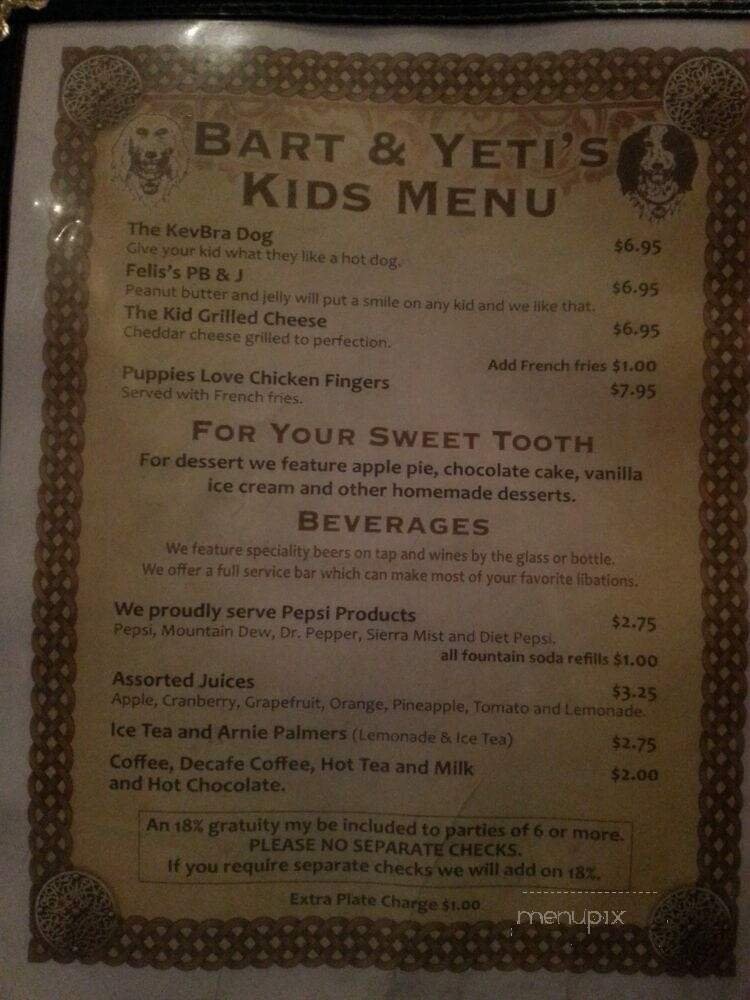 BART & YETI'S
KIDS MENU
The KevBra Dog $6.95
Give your kid what they like a hot dog.
Felis's PB & J $6.95
Peanut butter and jelly will put a smile on any kid and we like that.
The Kid Grilled Cheese $6.95
Cheddar cheese grilled to perfection.
Add French fries $1.00
Puppies Love Chicken Fingers $7.95
Served with French fries.
FOR YOUR SWEET TOOTH
For dessert we feature apple pie, chocolate cake, vanilla
ice cream and other homemade desserts.
BEVERAGES
We feature speciality beers on tap and wines by the glass or bottle.
We offer a full service bar which can make most of your favorite libations.
We proudly serve Pepsi Products $2.75
Pepsi, Mountain Dew, Dr. Pepper, Sierra Mist and Diet Pepsi.
all fountain soda refills $1.00
Assorted Juices $3.25
Apple, Cranberry, Grapefruit, Orange, Pineapple, Tomato and Lemonade.
Ice Tea and Arnie Palmers (Lemonade & Ice Tea) $2.75
Coffee, Decafe Coffee, Hot Tea and Milk $2.00
and Hot Chocolate.
An 18% gratuity my be included to parties of 6 or more.
PLEASE NO SEPARATE CHECKS.
If you require separate checks we will add on 18%.
Extra Plate Charge $1.00
menupix